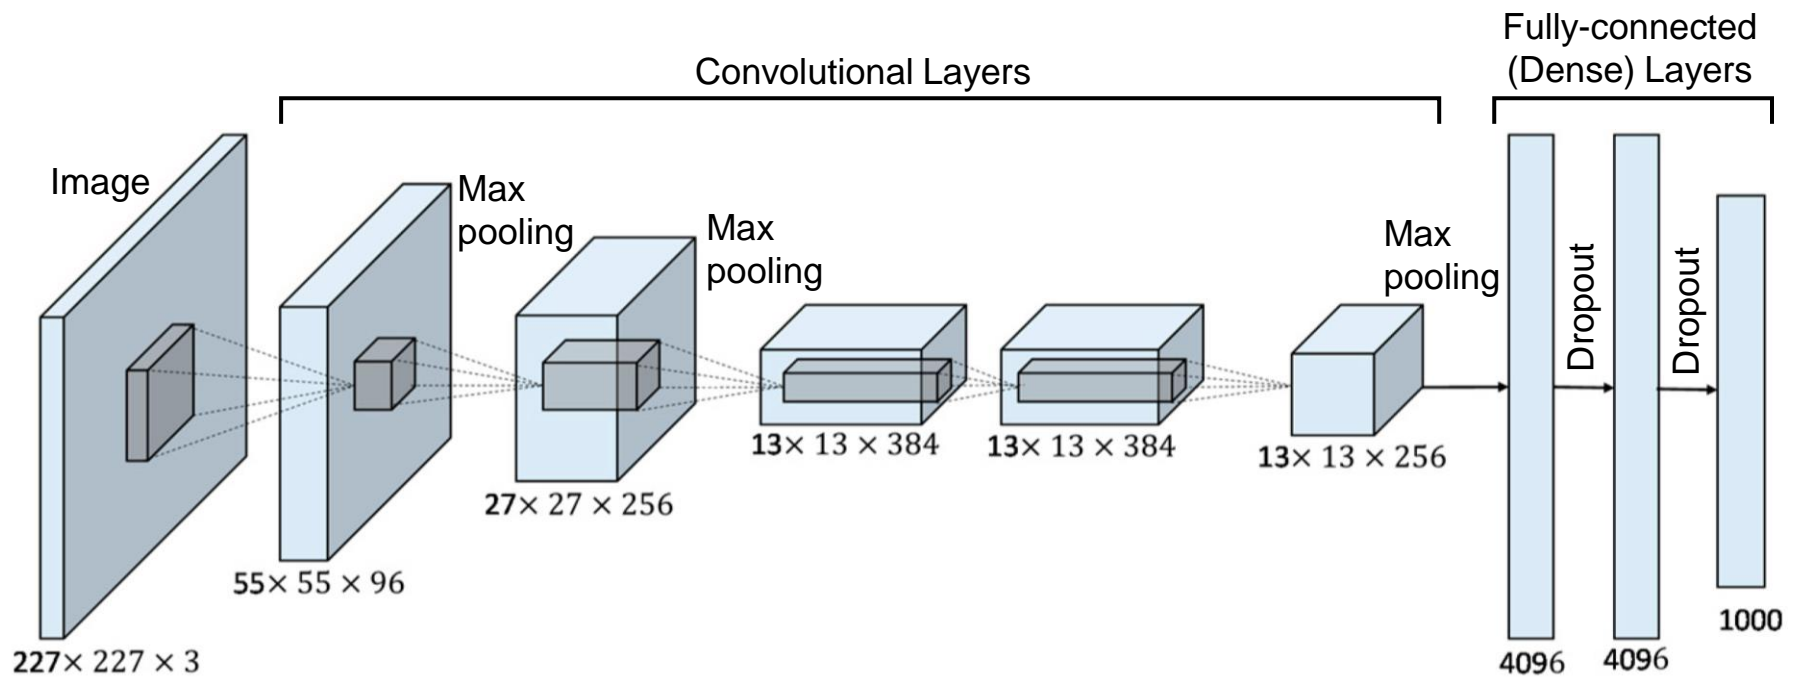 Fully-connected
(Dense) Layers
Convolutional Layers
Image
Max
pooling
Max
pooling
Max
pooling
Dropout
Dropout
13× 13 × 384
13× 13 × 384
13× 13 × 256
27× 27 × 256
55× 55 × 96
227× 227 × 3
4096
4096
1000